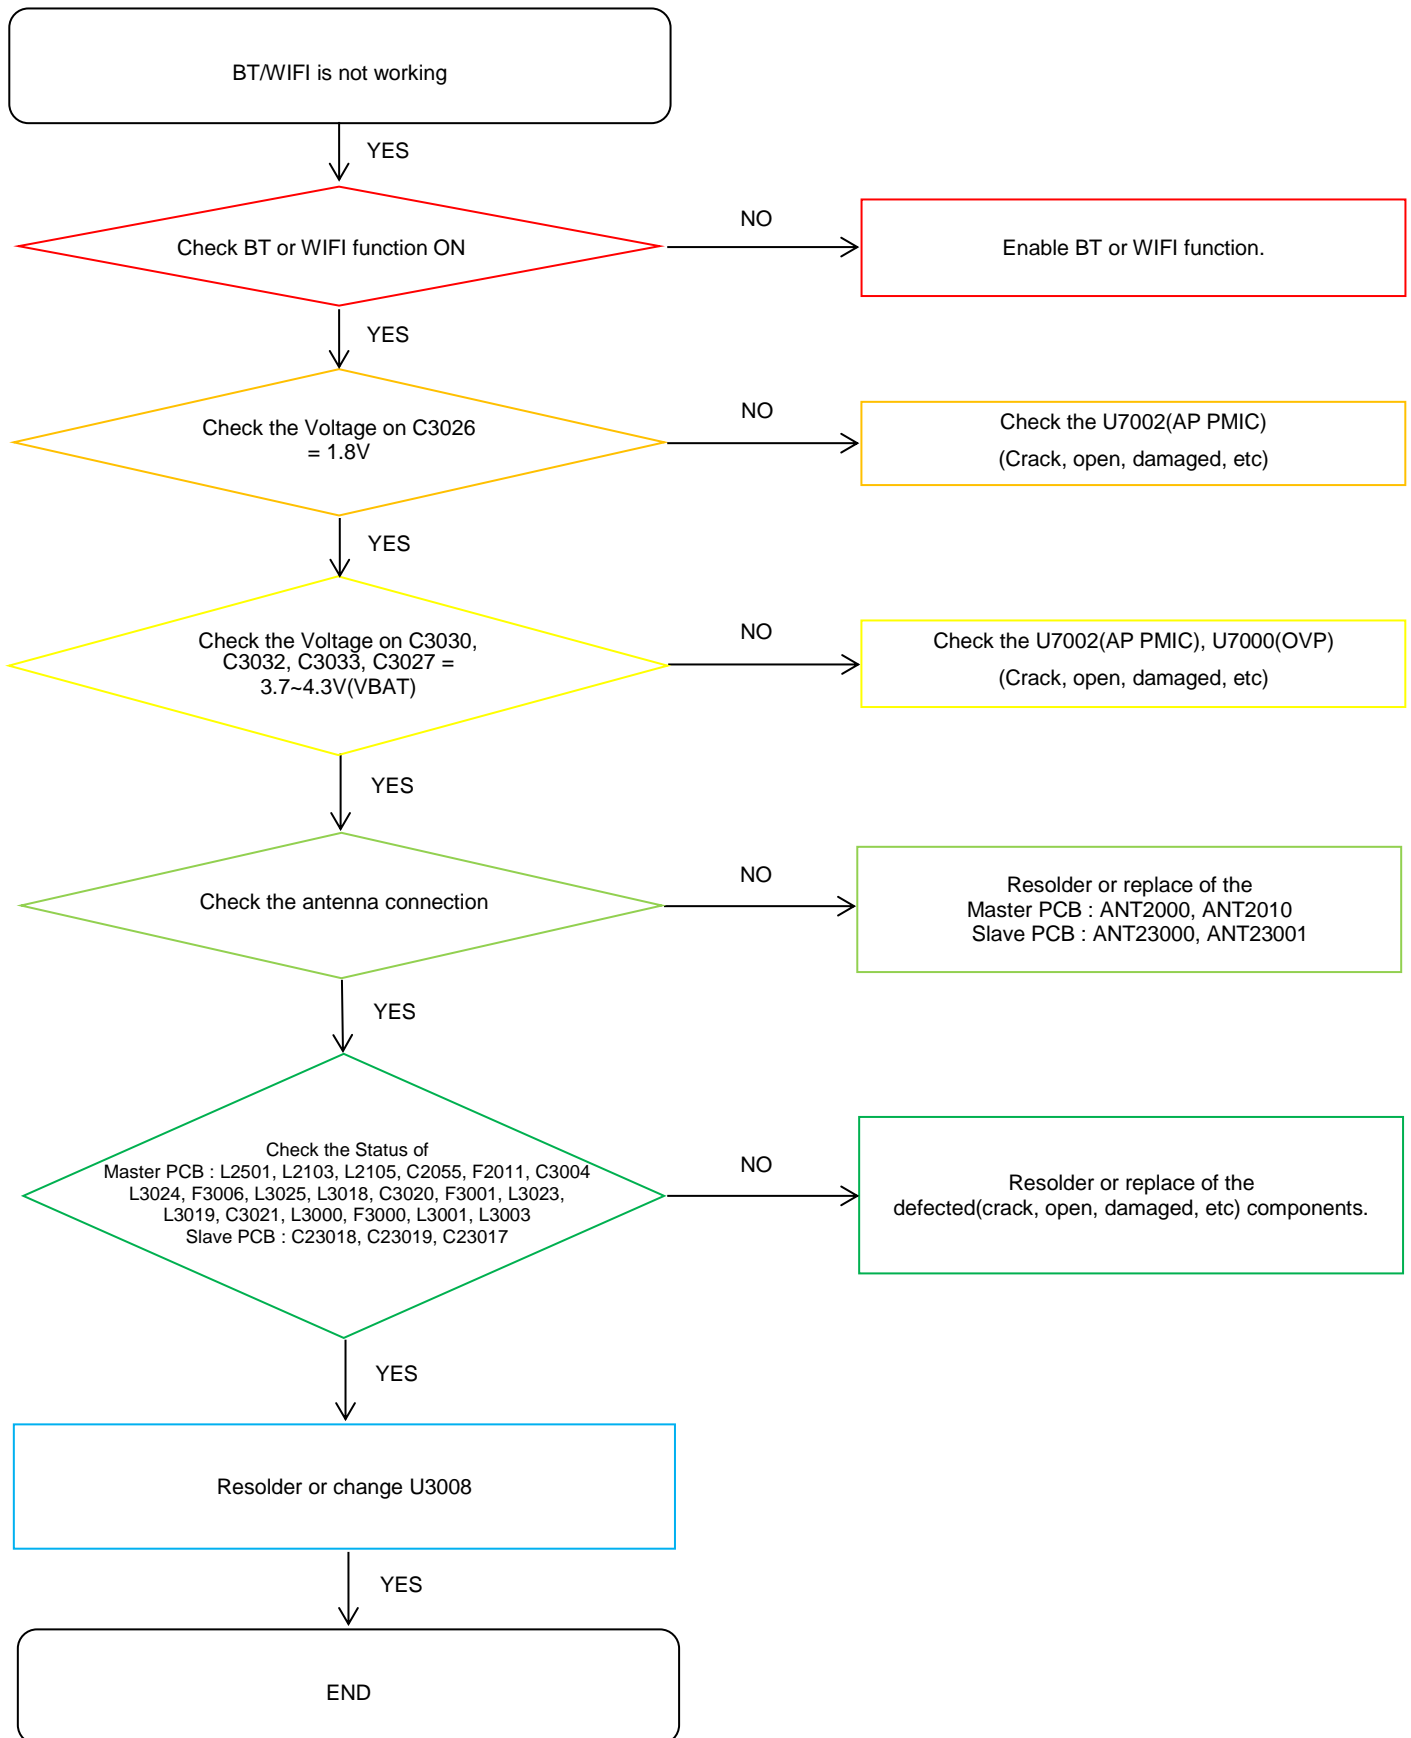 BT/WIFI is not working
YES
Check BT or WIFI function ON
NO
Enable BT or WIFI function.
YES
Check the Voltage on C3026
= 1.8V
NO
Check the U7002(AP PMIC)
(Crack, open, damaged, etc)
YES
Check the Voltage on C3030,
C3032, C3033, C3027 =
3.7~4.3V(VBAT)
NO
Check the U7002(AP PMIC), U7000(OVP)
(Crack, open, damaged, etc)
YES
Check the antenna connection
NO
Resolder or replace of the
Master PCB : ANT2000, ANT2010
Slave PCB : ANT23000, ANT23001
YES
Check the Status of
Master PCB : L2501, L2103, L2105, C2055, F2011, C3004
L3024, F3006, L3025, L3018, C3020, F3001, L3023,
L3019, C3021, L3000, F3000, L3001, L3003
Slave PCB : C23018, C23019, C23017
NO
Resolder or replace of the
defected(crack, open, damaged, etc) components.
YES
Resolder or change U3008
YES
END